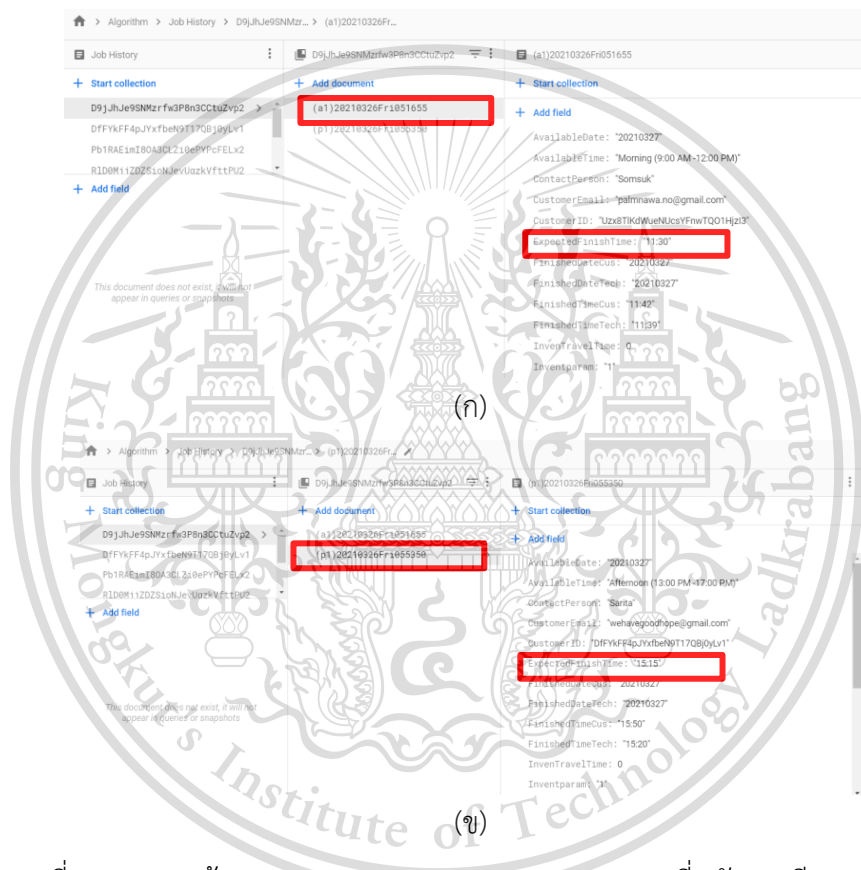 Algorithm > Job History > D9jJhJe9SNMzr... > (a1)20210326Fr...
Job History
D9jJhJe9SNMzrfw3P8n3CCtuZvp2
(a1)20210326Fri051655
+ Start collection
+ Add document
+ Start collection
D9jJhJe9SNMzrfw3P8n3CCtuZvp2 >
DfFYkFF4pJYxfbeN9T17QBj0yLv1
Pb1RAEimI8OA3CL2i0ePYPcFELx2
RlD0MjjZDZSioNJevUqzkVfttPU2
+ Add field
This document does not exist, it will not
appear in queries or snapshots
(a1)20210326Fri051655
(p1)20210326Fri055350
+ Add field
AvailableDate: "20210327"
AvailableTime: "Morning (9:00 AM -12:00 PM)"
ContactPerson: "Somsuk"
CustomerEmail: "palmnawa.no@gmail.com"
CustomerID: "Uzx8TlKdWueNUcsYFnwTQO1HjzI3"
ExpectedFinishTime: "11:30"
FinishedDateCus: "20210327"
FinishedDateTech: "20210327"
FinishedTimeCus: "11:42"
FinishedTimeTech: "11:39"
InvenTravelTime: 0
Inventparam: "1"
(ก)
Algorithm > Job History > D9jJhJe9SNMzr... > (p1)20210326Fr...
Job History
D9jJhJe9SNMzrfw3P8n3CCtuZvp2
(p1)20210326Fri055350
+ Start collection
+ Add document
+ Start collection
D9jJhJe9SNMzrfw3P8n3CCtuZvp2 >
DfFYkFF4pJYxfbeN9T17QBj0yLv1
Pb1RAEimI8OA3CL2i0ePYPcFELx2
RlD0MjjZDZSioNJevUqzkVfttPU2
+ Add field
This document does not exist, it will not
appear in queries or snapshots
(a1)20210326Fri051655
(p1)20210326Fri055350
+ Add field
AvailableDate: "20210327"
AvailableTime: "Afternoon (13:00 PM -17:00 PM)"
ContactPerson: "Sarita"
CustomerEmail: "wehavegoodhope@gmail.com"
CustomerID: "DfFYkFF4pJYxfbeN9T17QBj0yLv1"
ExpectedFinishTime: "15:15"
FinishedDateCus: "20210327"
FinishedDateTech: "20210327"
FinishedTimeCus: "15:50"
FinishedTimeTech: "15:20"
InvenTravelTime: 0
Inventparam: "1"
(ข)
King Mongkut's Institute of Technology Ladkrabang